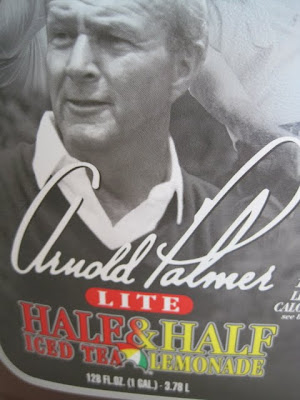 Arnold Palmer
LITE
HALF & HALF
ICED TEA LEMONADE
128 FL.OZ. (1 GAL.) - 3.78 L